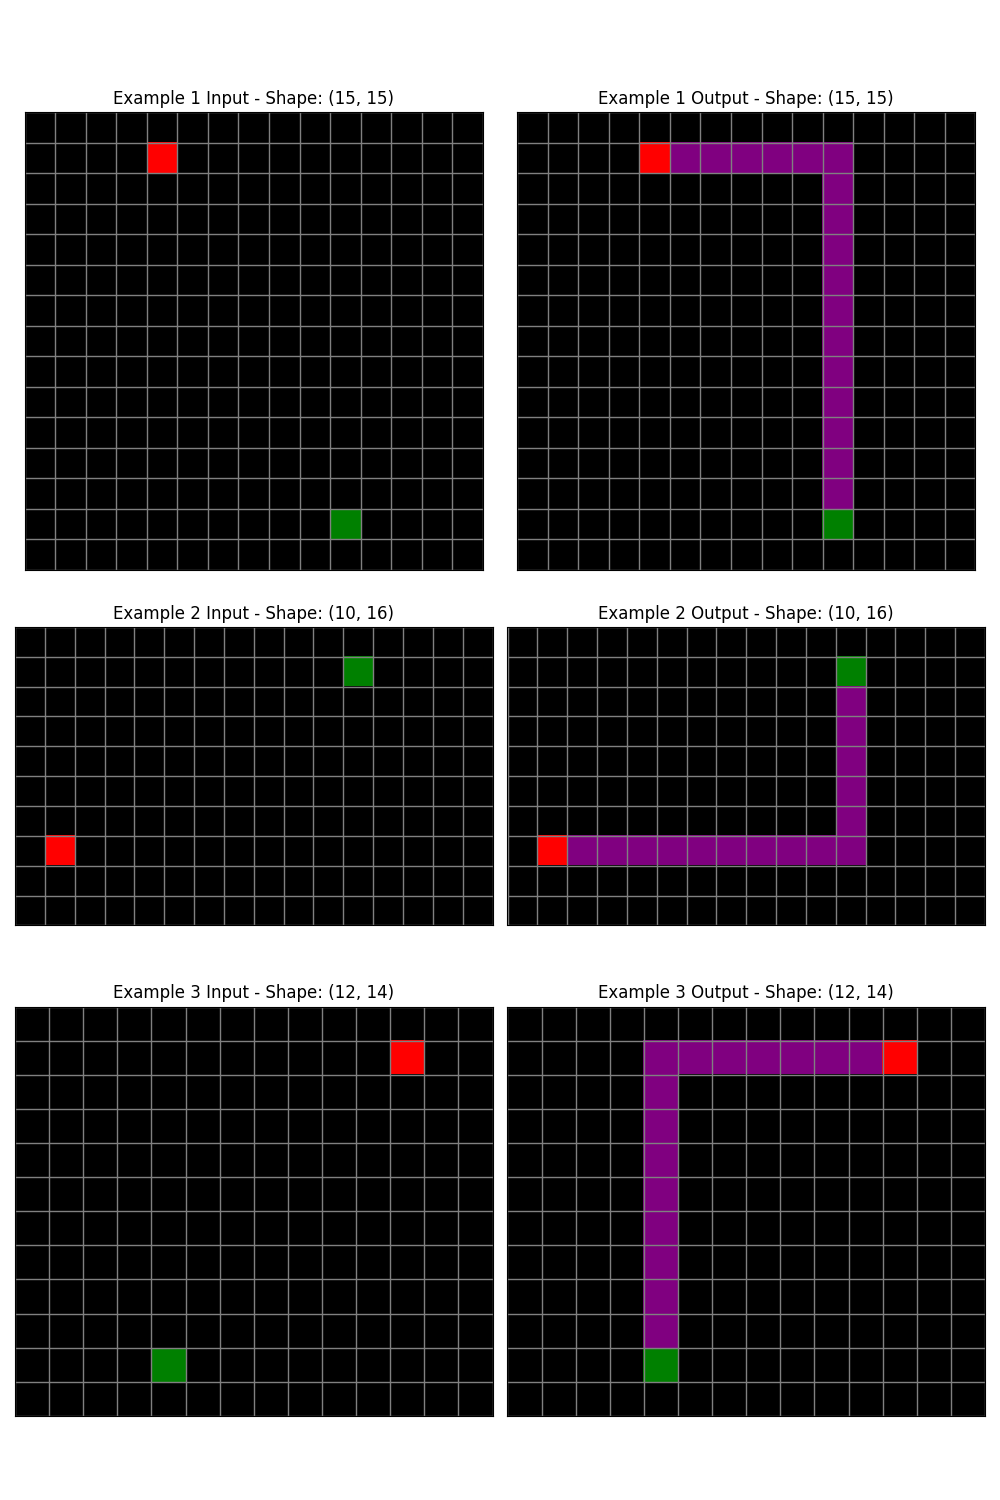 Example 1 Input - Shape: (15, 15)
Example 1 Output - Shape: (15, 15)
Example 2 Input - Shape: (10, 16)
Example 2 Output - Shape: (10, 16)
Example 3 Input - Shape: (12, 14)
Example 3 Output - Shape: (12, 14)